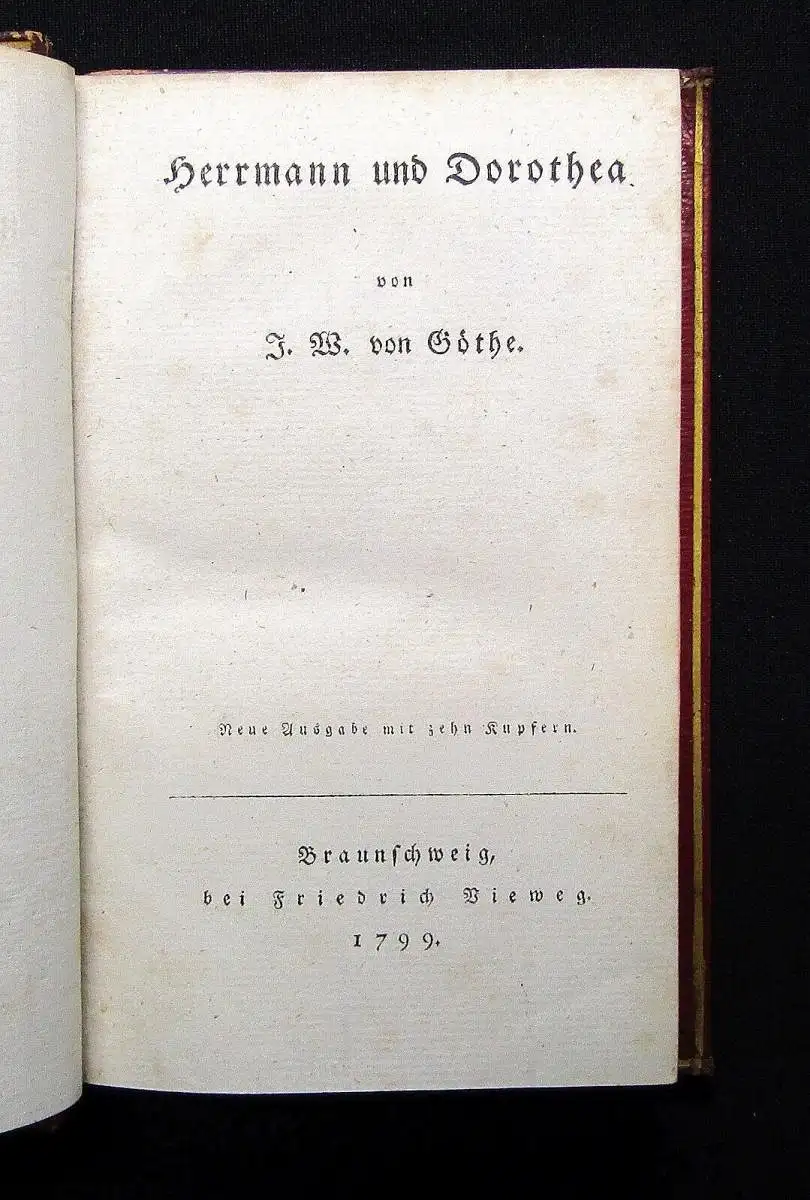 Herrmann und Dorothea.
von
J. W. von Göthe.
Neue Ausgabe mit zehn Kupfern.
Braunſchweig,
bei Friedrich Vieweg.
1799.